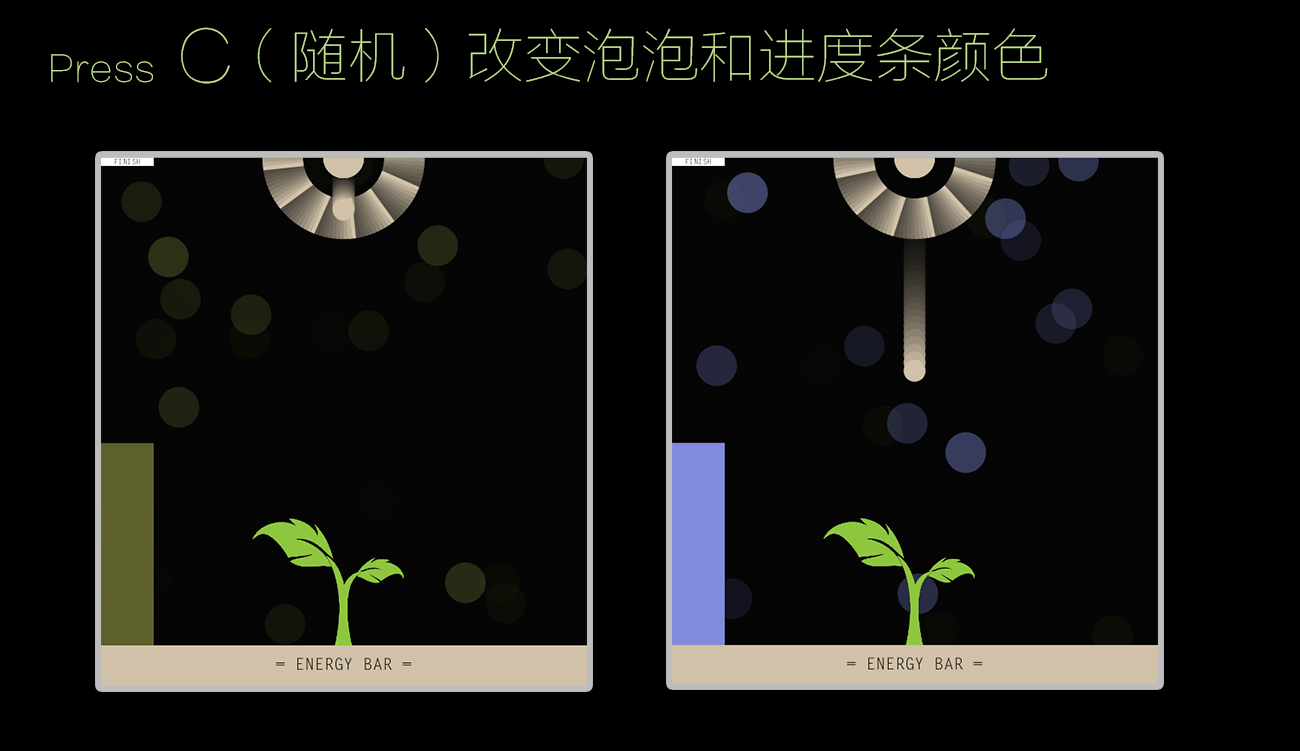 Press C（随机）改变泡泡和进度条颜色
FINISH
FINISH
= ENERGY BAR =
= ENERGY BAR =